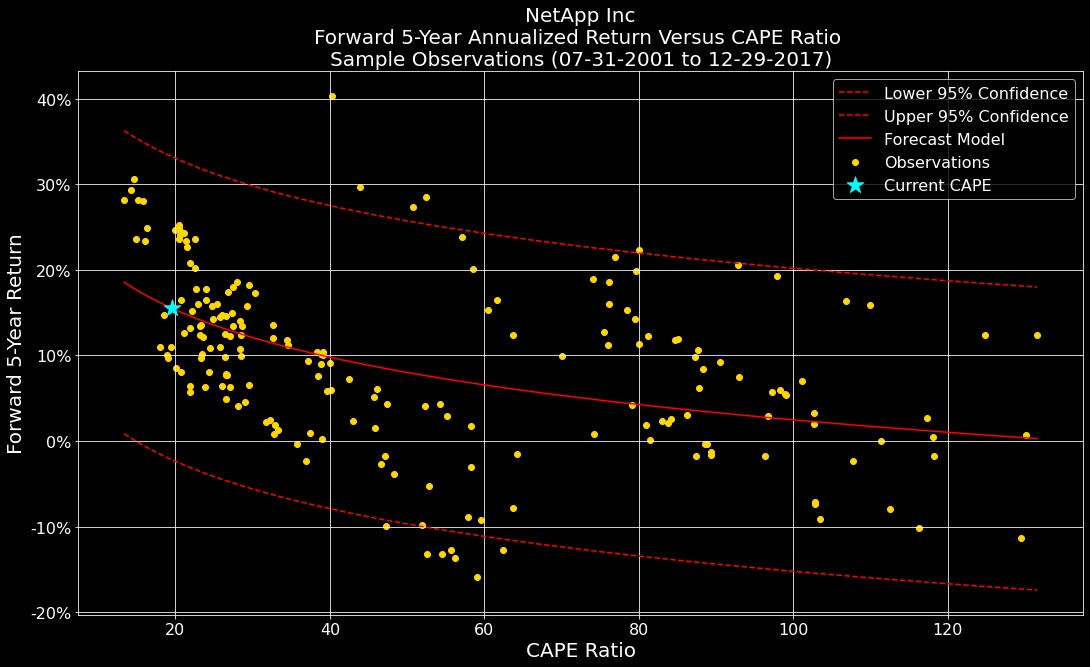 NetApp Inc
Forward 5-Year Annualized Return Versus CAPE Ratio
Sample Observations (07-31-2001 to 12-29-2017)
Lower 95% Confidence
Upper 95% Confidence
Forecast Model
Observations
Current CAPE
Forward 5-Year Return
40%
30%
20%
10%
0%
-10%
-20%
20 40 60 80 100 120
CAPE Ratio